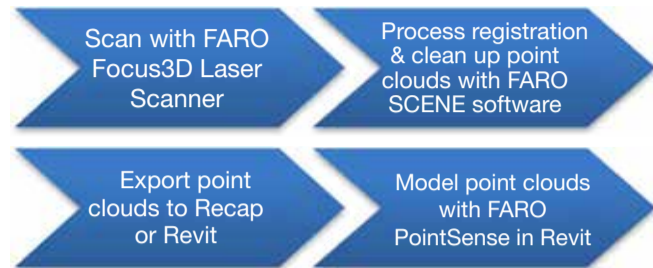 Scan with FARO
Focus3D Laser
Scanner
Process registration
& clean up point
clouds with FARO
SCENE software
Export point
clouds to Recap
or Revit
Model point clouds
with FARO
PointSense in Revit